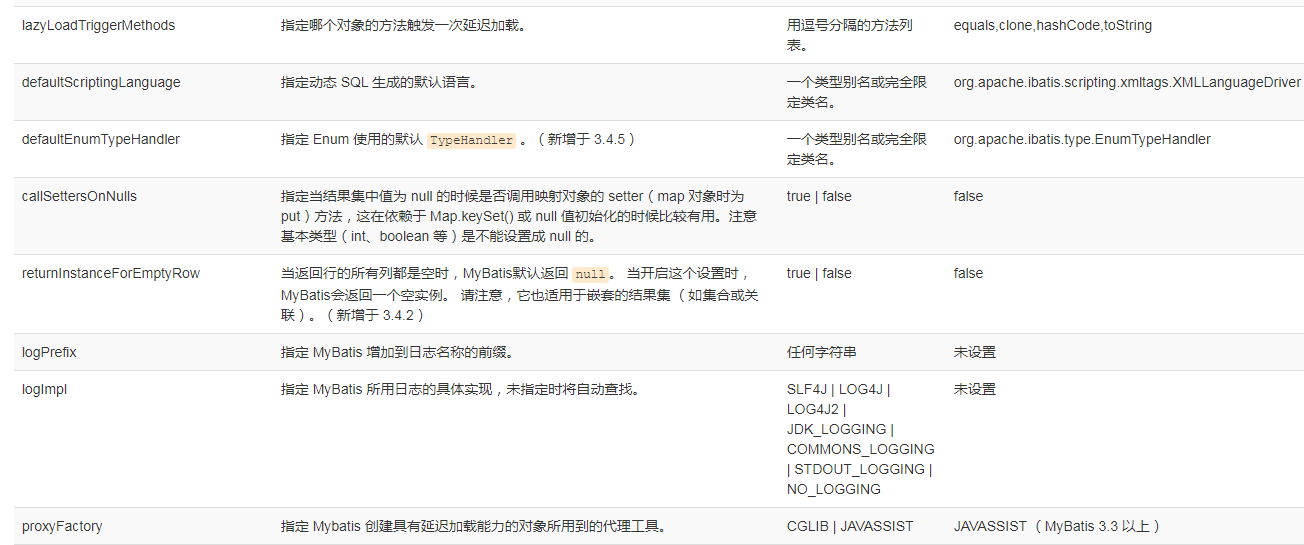 lazyLoadTriggerMethods 指定哪个对象的方法触发一次延迟加载。 用逗号分隔的方法列 equals,clone,hashCode,toString
表。
defaultScriptingLanguage 指定动态 SQL 生成的默认语言。 一个类型别名或完全限 org.apache.ibatis.scripting.xmltags.XMLLanguageDriver
定类名。
defaultEnumTypeHandler 指定 Enum 使用的默认 TypeHandler 。（新增于 3.4.5） 一个类型别名或完全限 org.apache.ibatis.type.EnumTypeHandler
定类名。
callSettersOnNulls 指定当结果集中值为 null 的时候是否调用映射对象的 setter（map 对象时为 true | false false
put）方法，这在依赖于 Map.keySet() 或 null 值初始化的时候比较有用。注意
基本类型（int、boolean 等）是不能设置成 null 的。
returnInstanceForEmptyRow 当返回行的所有列都是空时，MyBatis默认返回 null。 当开启这个设置时， true | false false
MyBatis会返回一个空实例。 请注意，它也适用于嵌套的结果集 （如集合或关
联）。（新增于 3.4.2）
logPrefix 指定 MyBatis 增加到日志名称的前缀。 任何字符串 未设置
logImpl 指定 MyBatis 所用日志的具体实现，未指定时将自动查找。 SLF4J | LOG4J | 未设置
LOG4J2 |
JDK_LOGGING |
COMMONS_LOGGING
| STDOUT_LOGGING |
NO_LOGGING
proxyFactory 指定 Mybatis 创建具有延迟加载能力的对象所用到的代理工具。 CGLIB | JAVASSIST JAVASSIST （MyBatis 3.3 以上）